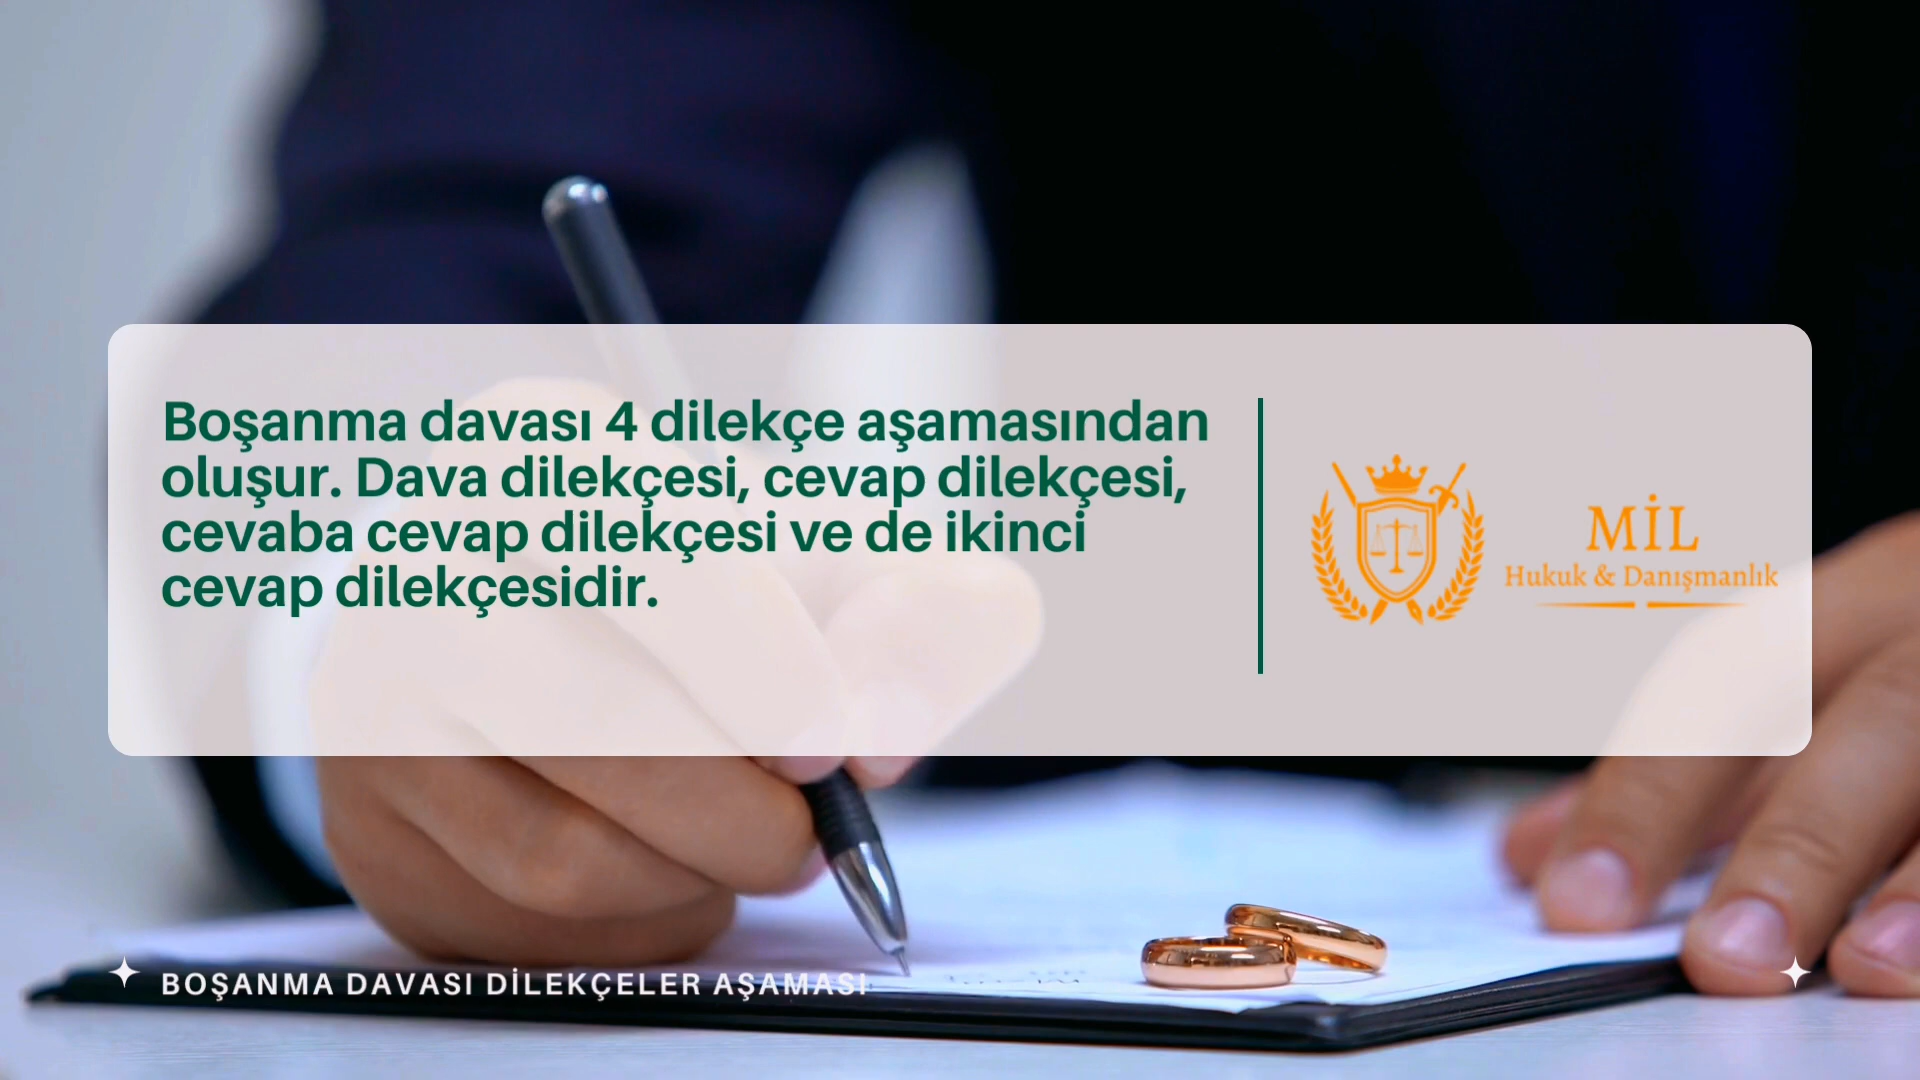 Boşanma davası 4 dilekçe aşamasından
oluşur. Dava dilekçesi, cevap dilekçesi,
cevaba cevap dilekçesi ve de ikinci
cevap dilekçesidir.
MİL
Hukuk & Danışmanlık
BOŞANMA DAVASI DİLEKÇELER AŞAMASI